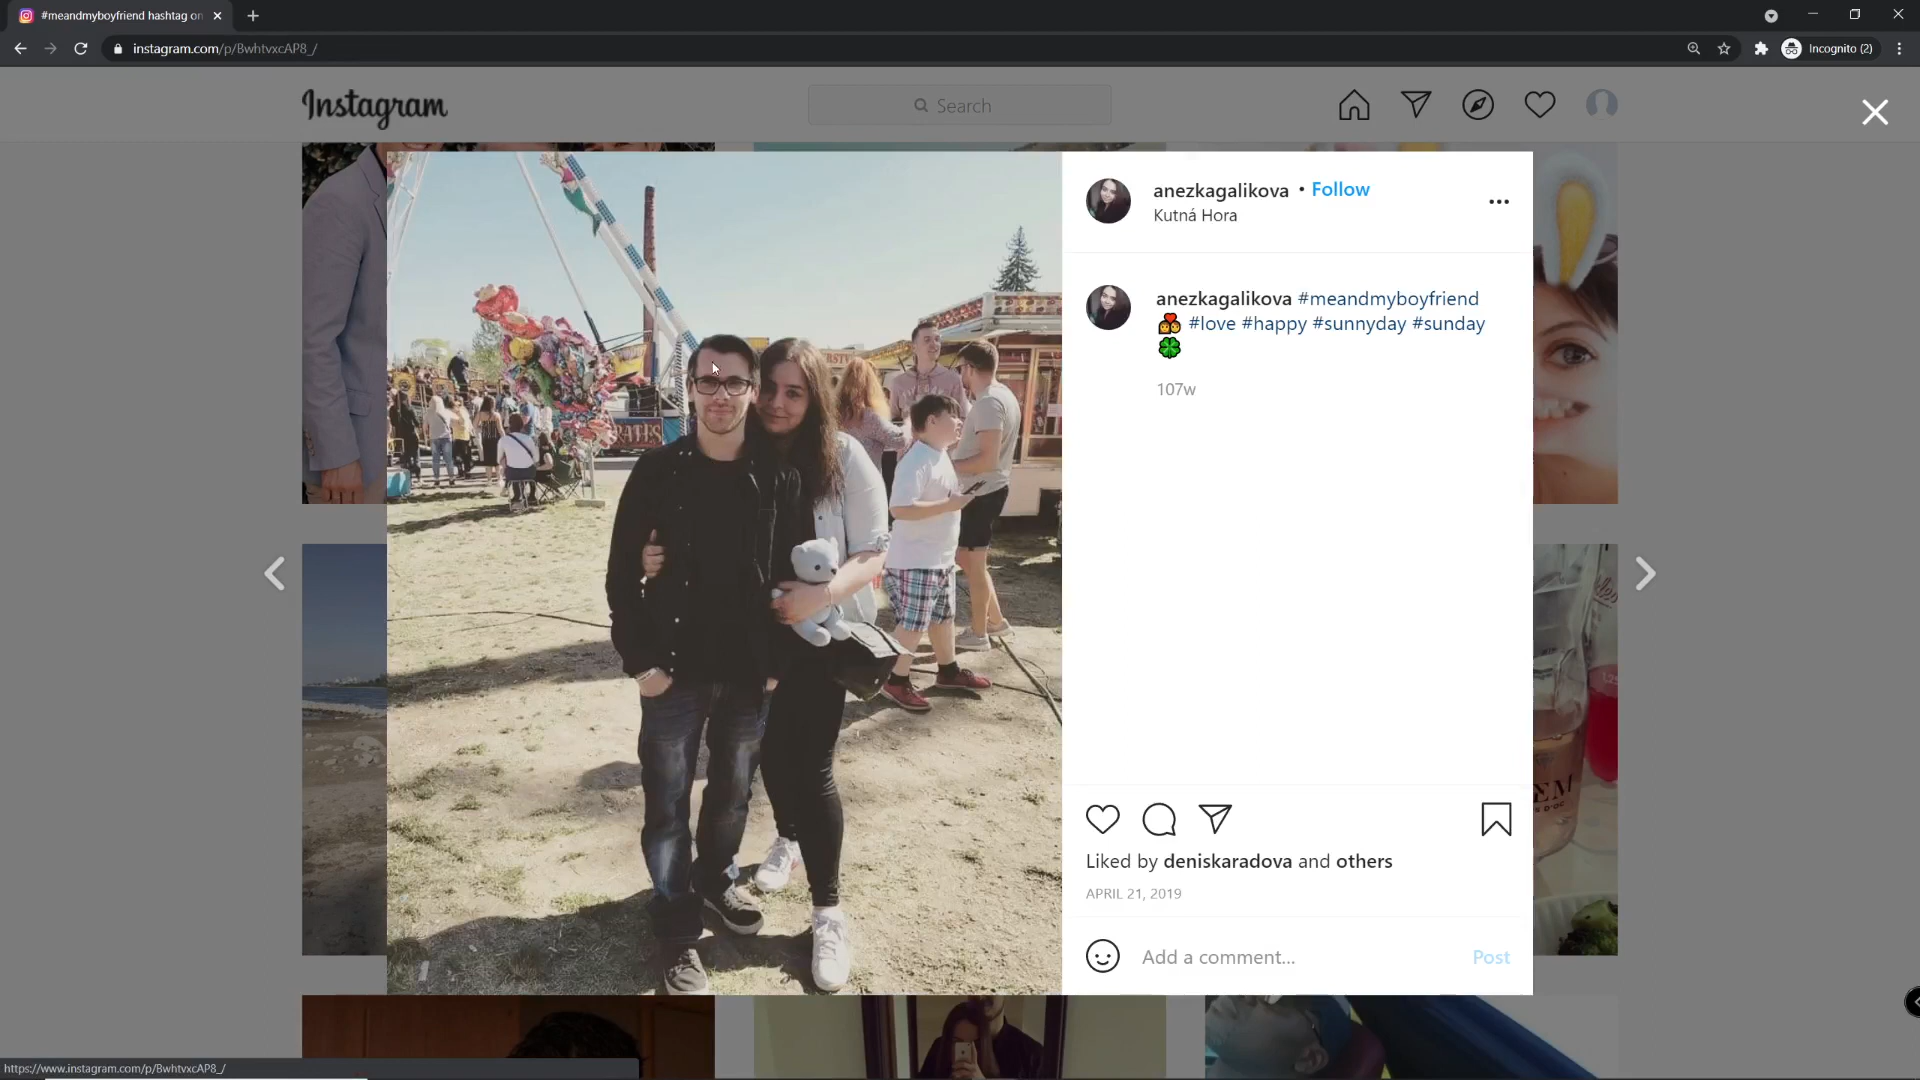 #meandmyboyfriend hashtag on
instagram.com/p/BwhtvxcAP8_/
Incognito (2)
Instagram
Search
anezkagalikova • Follow
Kutná Hora
anezkagalikova #meandmyboyfriend
👩‍❤️‍👨 #love #happy #sunnyday #sunday
🍀
107w
RATES
Liked by deniskaradova and others
APRIL 21, 2019
Add a comment...
Post
https://www.instagram.com/p/BwhtvxcAP8_/